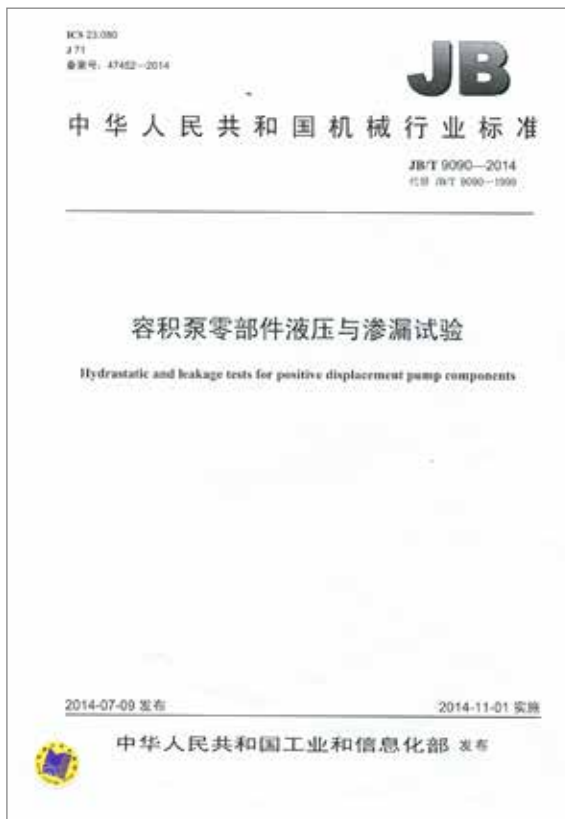 ICS 23.080
J 71
备案号：47452—2014
JB
中华人民共和国机械行业标准
JB/T 9090—2014
代替 JB/T 9090—1999
容积泵零部件液压与渗漏试验
Hydrastatic and leakage tests for positive displacement pump components
2014-07-09 发布
2014-11-01 实施
中华人民共和国工业和信息化部 发布